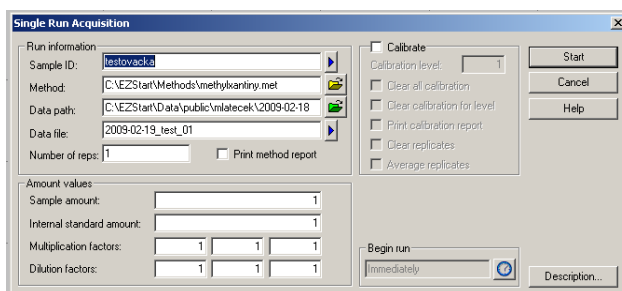 Single Run Acquisition
Run information
Sample ID: testovacka
Method: C:\EZStart\Methods\methylxantiny.met
Data path: C:\EZStart\Data\public\mlatecek\2009-02-18
Data file: 2009-02-19_test_01
Number of reps: 1 Print method report
Calibrate
Calibration level: 1
Clear all calibration
Clear calibration for level
Print calibration report
Clear replicates
Average replicates
Start
Cancel
Help
Amount values
Sample amount: 1
Internal standard amount: 1
Multiplication factors: 1 1 1
Dilution factors: 1 1 1
Begin run
Immediately
Description...